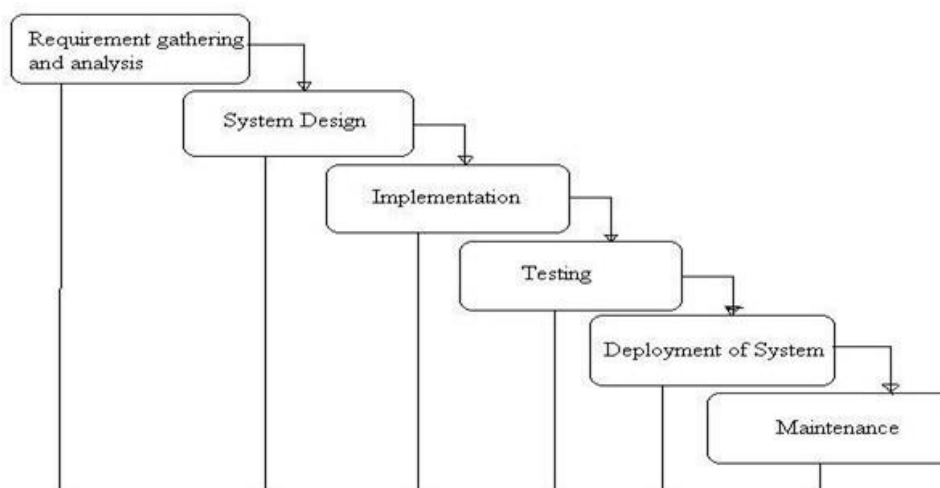 Requirement gathering
and analysis
System Design
Implementation
Testing
Deployment of System
Maintenance